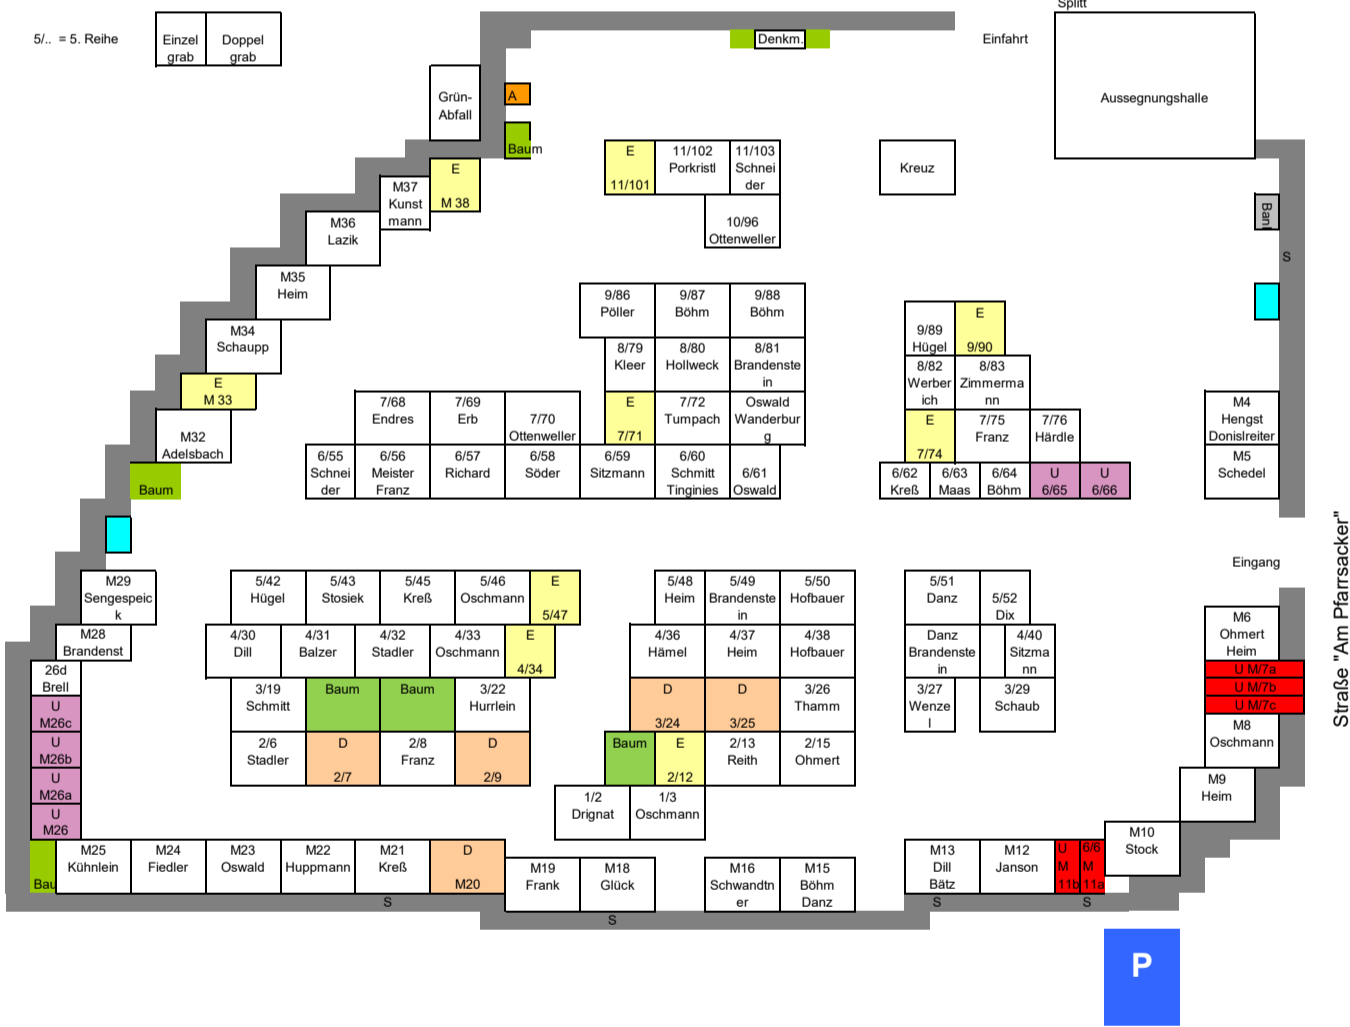 Splitt
5/.. = 5. Reihe
Einzel
grab
Doppel
grab
Denkm.
Einfahrt
Aussegnungshalle
Grün-
Abfall
A
Baum
E
11/101
11/102
Porkristl
11/103
Schnei
der
Kreuz
E
M 38
M37
Kunst
mann
10/96
Ottenweller
M36
Lazik
S
M35
Heim
9/86
Pöller
9/87
Böhm
9/88
Böhm
9/89
Hügel
E
9/90
M34
Schaupp
8/79
Kleer
8/80
Hollweck
8/81
Brandenste
in
8/82
Werber
ich
8/83
Zimmerma
nn
E
M 33
7/68
Endres
7/69
Erb
7/70
Ottenweller
E
7/71
7/72
Tumpach
Oswald
Wanderbur
g
E
7/74
7/75
Franz
7/76
Härdle
M4
Hengst
Donislreiter
M32
Adelsbach
6/55
Schnei
der
6/56
Meister
Franz
6/57
Richard
6/58
Söder
6/59
Sitzmann
6/60
Schmitt
Tinginies
6/61
Oswald
6/62
Kreß
6/63
Maas
6/64
Böhm
U
6/65
U
6/66
M5
Schedel
Baum
Straße "Am Pfarrsacker"
Eingang
M29
Sengespeic
k
5/42
Hügel
5/43
Stosiek
5/45
Kreß
5/46
Oschmann
E
5/47
5/48
Heim
5/49
Brandenste
in
5/50
Hofbauer
5/51
Danz
5/52
Dix
M6
Ohmert
Heim
M28
Brandenst
4/30
Dill
4/31
Balzer
4/32
Stadler
4/33
Oschmann
E
4/34
4/36
Hämel
4/37
Heim
4/38
Hofbauer
Danz
Brandenste
in
4/40
Sitzma
nn
26d
Brell
U M/7a
U M/7b
U M/7c
3/19
Schmitt
Baum
Baum
3/22
Hurrlein
D
3/24
D
3/25
3/26
Thamm
3/27
Wenze
l
3/29
Schaub
U
M26c
M8
Oschmann
U
M26b
2/6
Stadler
D
2/7
2/8
Franz
D
2/9
Baum
E
2/12
2/13
Reith
2/15
Ohmert
U
M26a
M9
Heim
1/2
Drignat
1/3
Oschmann
U
M26
M10
Stock
Bau
M25
Kühnlein
M24
Fiedler
M23
Oswald
M22
Huppmann
M21
Kreß
D
M20
M19
Frank
M18
Glück
M16
Schwandtn
er
M15
Böhm
Danz
M13
Dill
Bätz
M12
Janson
U
M
11b
6/6
M
11a
S
S
S
S
P